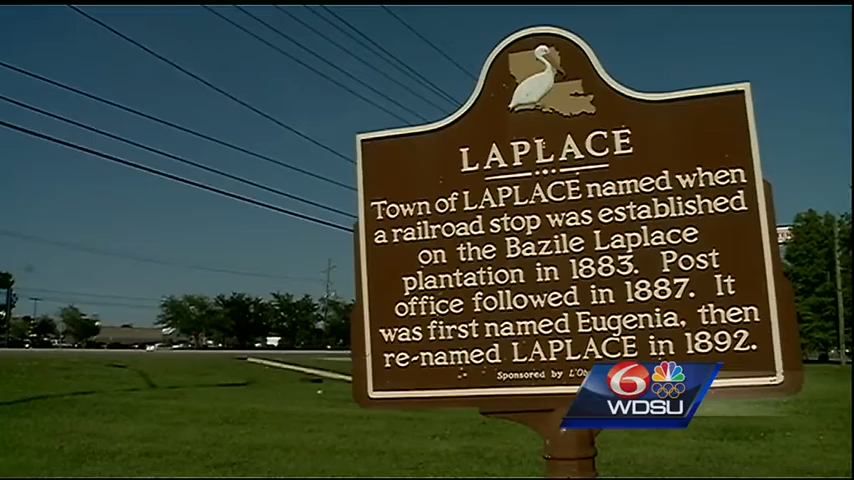 LAPLACE
Town of LAPLACE named when
a railroad stop was established
on the Bazile Laplace
plantation in 1883. Post
office followed in 1887. It
was first named Eugenia, then
re-named LAPLACE in 1892.
Sponsored by
6
WDSU